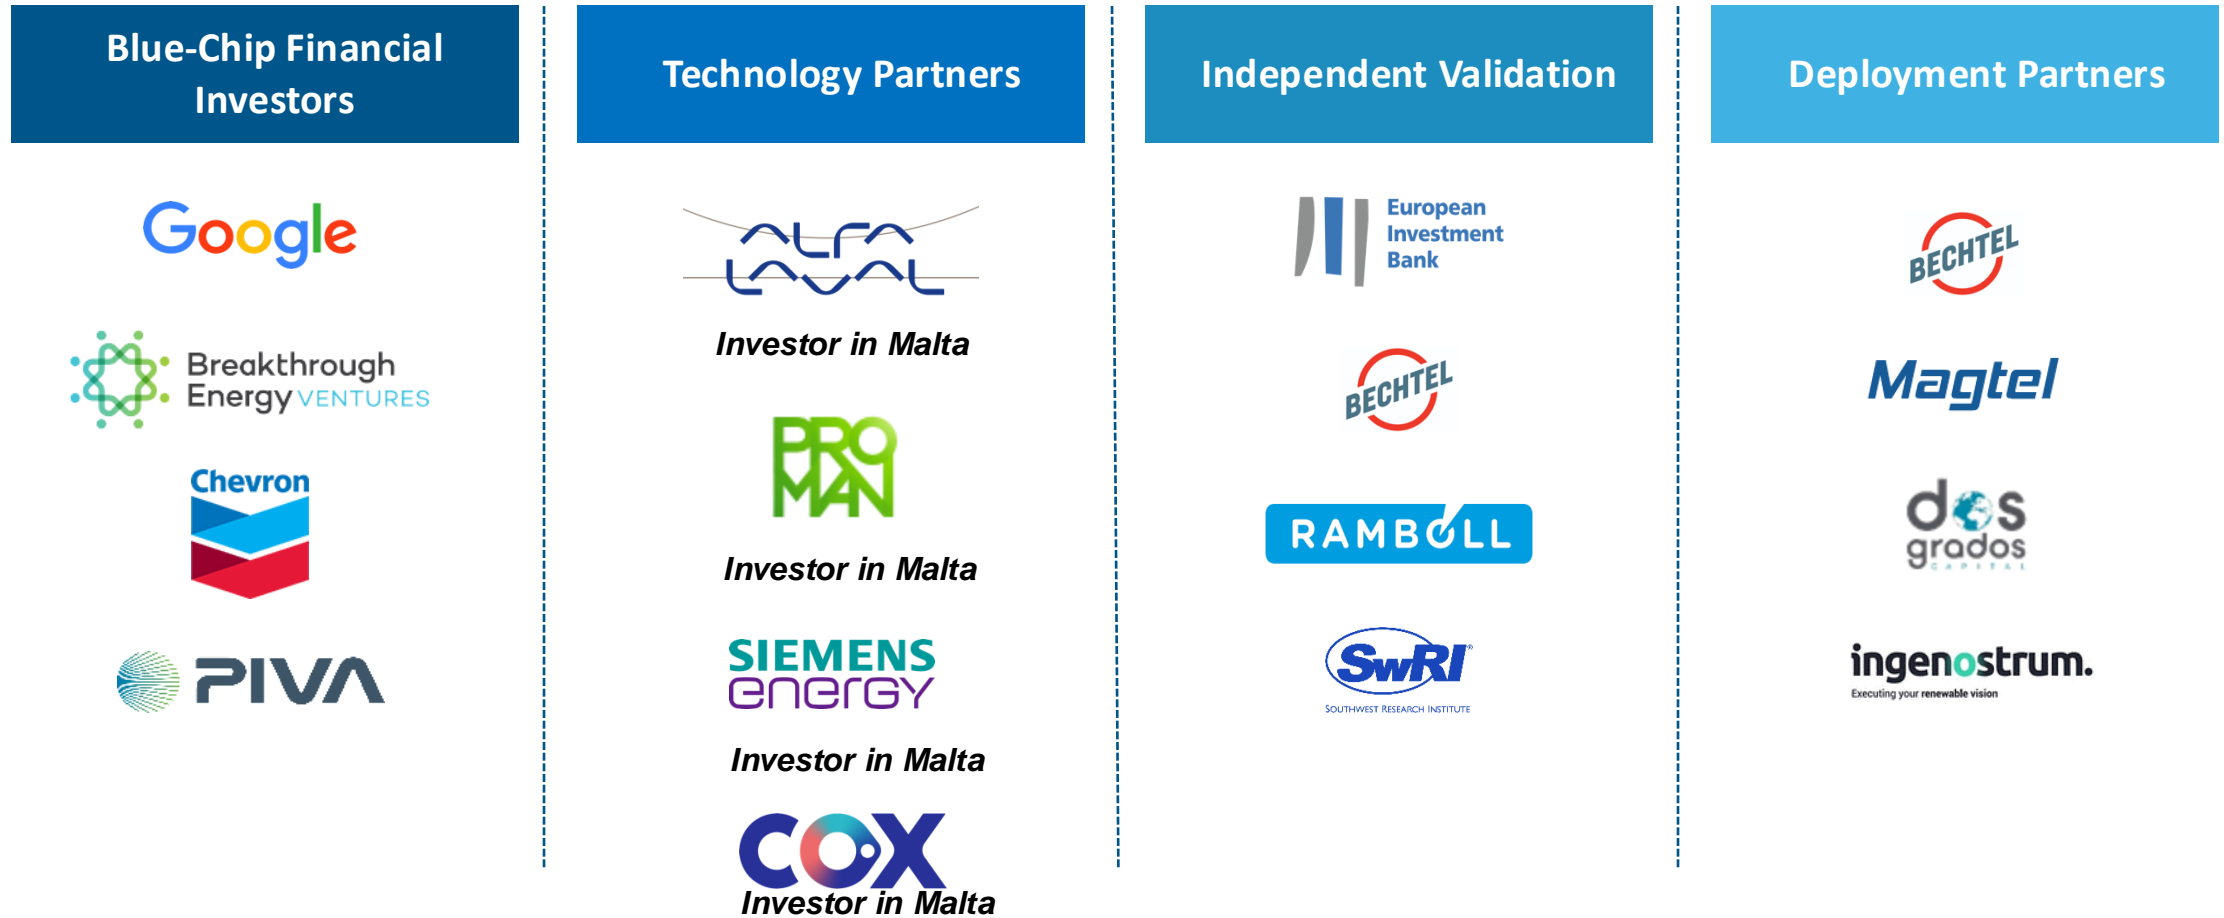 Blue-Chip Financial
Investors
Google
Breakthrough
Energy VENTURES
Chevron
PIVA
Technology Partners
ALFA
LAVAL
Investor in Malta
PRO
MAN
Investor in Malta
SIEMENS
energy
Investor in Malta
COX
Investor in Malta
Independent Validation
European
Investment
Bank
BECHTEL
RAMBOLL
SwRI®
SOUTHWEST RESEARCH INSTITUTE
Deployment Partners
BECHTEL
Magtel
dos
grados
CAPITAL
ingenostrum.
Executing your renewable vision